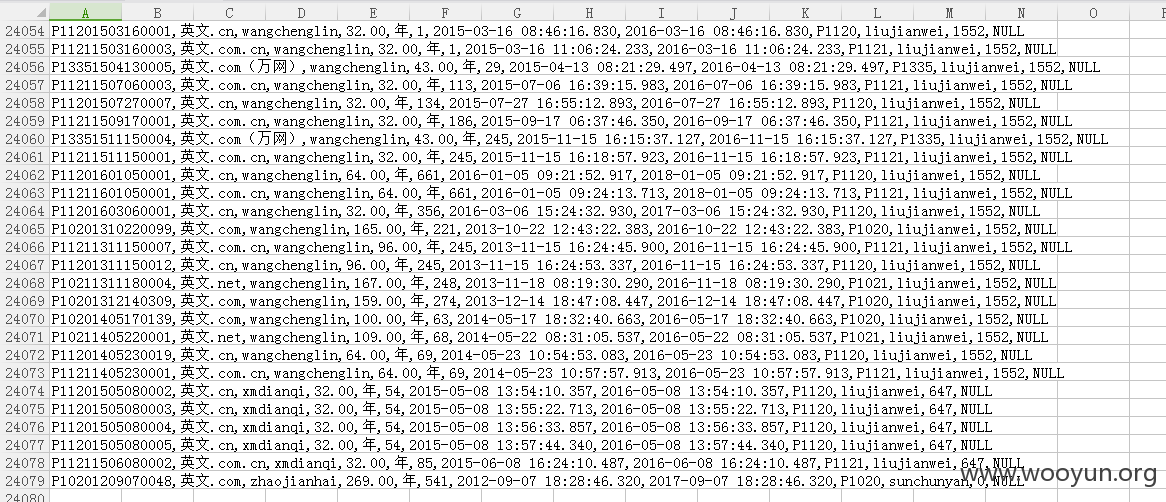 A B C D E F G H I J K L M N O
24054 P11201503160001,英文.cn,wangchenglin,32.00,年,1,2015-03-16 08:46:16.830,2016-03-16 08:46:16.830,P1120,liujianwei,1552,NULL
24055 P11211503160003,英文.com.cn,wangchenglin,32.00,年,1,2015-03-16 11:06:24.233,2016-03-16 11:06:24.233,P1121,liujianwei,1552,NULL
24056 P13351504130005,英文.com（万网）,wangchenglin,43.00,年,29,2015-04-13 08:21:29.497,2016-04-13 08:21:29.497,P1335,liujianwei,1552,NULL
24057 P11211507060003,英文.com.cn,wangchenglin,32.00,年,113,2015-07-06 16:39:15.983,2016-07-06 16:39:15.983,P1121,liujianwei,1552,NULL
24058 P11201507270007,英文.cn,wangchenglin,32.00,年,134,2015-07-27 16:55:12.893,2016-07-27 16:55:12.893,P1120,liujianwei,1552,NULL
24059 P11211509170001,英文.com.cn,wangchenglin,32.00,年,186,2015-09-17 06:37:46.350,2016-09-17 06:37:46.350,P1121,liujianwei,1552,NULL
24060 P13351511150004,英文.com（万网）,wangchenglin,43.00,年,245,2015-11-15 16:15:37.127,2016-11-15 16:15:37.127,P1335,liujianwei,1552,NULL
24061 P11211511150001,英文.com.cn,wangchenglin,32.00,年,245,2015-11-15 16:18:57.923,2016-11-15 16:18:57.923,P1121,liujianwei,1552,NULL
24062 P11201601050001,英文.cn,wangchenglin,64.00,年,661,2016-01-05 09:21:52.917,2018-01-05 09:21:52.917,P1120,liujianwei,1552,NULL
24063 P11211601050001,英文.com.cn,wangchenglin,64.00,年,661,2016-01-05 09:24:13.713,2018-01-05 09:24:13.713,P1121,liujianwei,1552,NULL
24064 P11201603060001,英文.cn,wangchenglin,32.00,年,356,2016-03-06 15:24:32.930,2017-03-06 15:24:32.930,P1120,liujianwei,1552,NULL
24065 P10201310220099,英文.com,wangchenglin,165.00,年,221,2013-10-22 12:43:22.383,2016-10-22 12:43:22.383,P1020,liujianwei,1552,NULL
24066 P11211311150007,英文.com.cn,wangchenglin,96.00,年,245,2013-11-15 16:24:45.900,2016-11-15 16:24:45.900,P1121,liujianwei,1552,NULL
24067 P11201311150012,英文.cn,wangchenglin,96.00,年,245,2013-11-15 16:24:53.337,2016-11-15 16:24:53.337,P1120,liujianwei,1552,NULL
24068 P10211311180004,英文.net,wangchenglin,167.00,年,248,2013-11-18 08:19:30.290,2016-11-18 08:19:30.290,P1021,liujianwei,1552,NULL
24069 P10201312140309,英文.com,wangchenglin,159.00,年,274,2013-12-14 18:47:08.447,2016-12-14 18:47:08.447,P1020,liujianwei,1552,NULL
24070 P10201405170139,英文.com,wangchenglin,100.00,年,63,2014-05-17 18:32:40.663,2016-05-17 18:32:40.663,P1020,liujianwei,1552,NULL
24071 P10211405220001,英文.net,wangchenglin,109.00,年,68,2014-05-22 08:31:05.537,2016-05-22 08:31:05.537,P1021,liujianwei,1552,NULL
24072 P11201405230019,英文.cn,wangchenglin,64.00,年,69,2014-05-23 10:54:53.083,2016-05-23 10:54:53.083,P1120,liujianwei,1552,NULL
24073 P11211405230001,英文.com.cn,wangchenglin,64.00,年,69,2014-05-23 10:57:57.913,2016-05-23 10:57:57.913,P1121,liujianwei,1552,NULL
24074 P11201505080002,英文.cn,xmdianqi,32.00,年,54,2015-05-08 13:54:10.357,2016-05-08 13:54:10.357,P1120,liujianwei,647,NULL
24075 P11201505080003,英文.cn,xmdianqi,32.00,年,54,2015-05-08 13:55:22.713,2016-05-08 13:55:22.713,P1120,liujianwei,647,NULL
24076 P11201505080004,英文.cn,xmdianqi,32.00,年,54,2015-05-08 13:56:33.857,2016-05-08 13:56:33.857,P1120,liujianwei,647,NULL
24077 P11201505080005,英文.cn,xmdianqi,32.00,年,54,2015-05-08 13:57:44.340,2016-05-08 13:57:44.340,P1120,liujianwei,647,NULL
24078 P11211506080002,英文.com.cn,xmdianqi,32.00,年,85,2015-06-08 16:24:10.487,2016-06-08 16:24:10.487,P1121,liujianwei,647,NULL
24079 P10201209070048,英文.com,zhaojianhai,269.00,年,541,2012-09-07 18:28:46.320,2017-09-07 18:28:46.320,P1020,sunchunyan,0,NULL
24080
www.wooyun.org